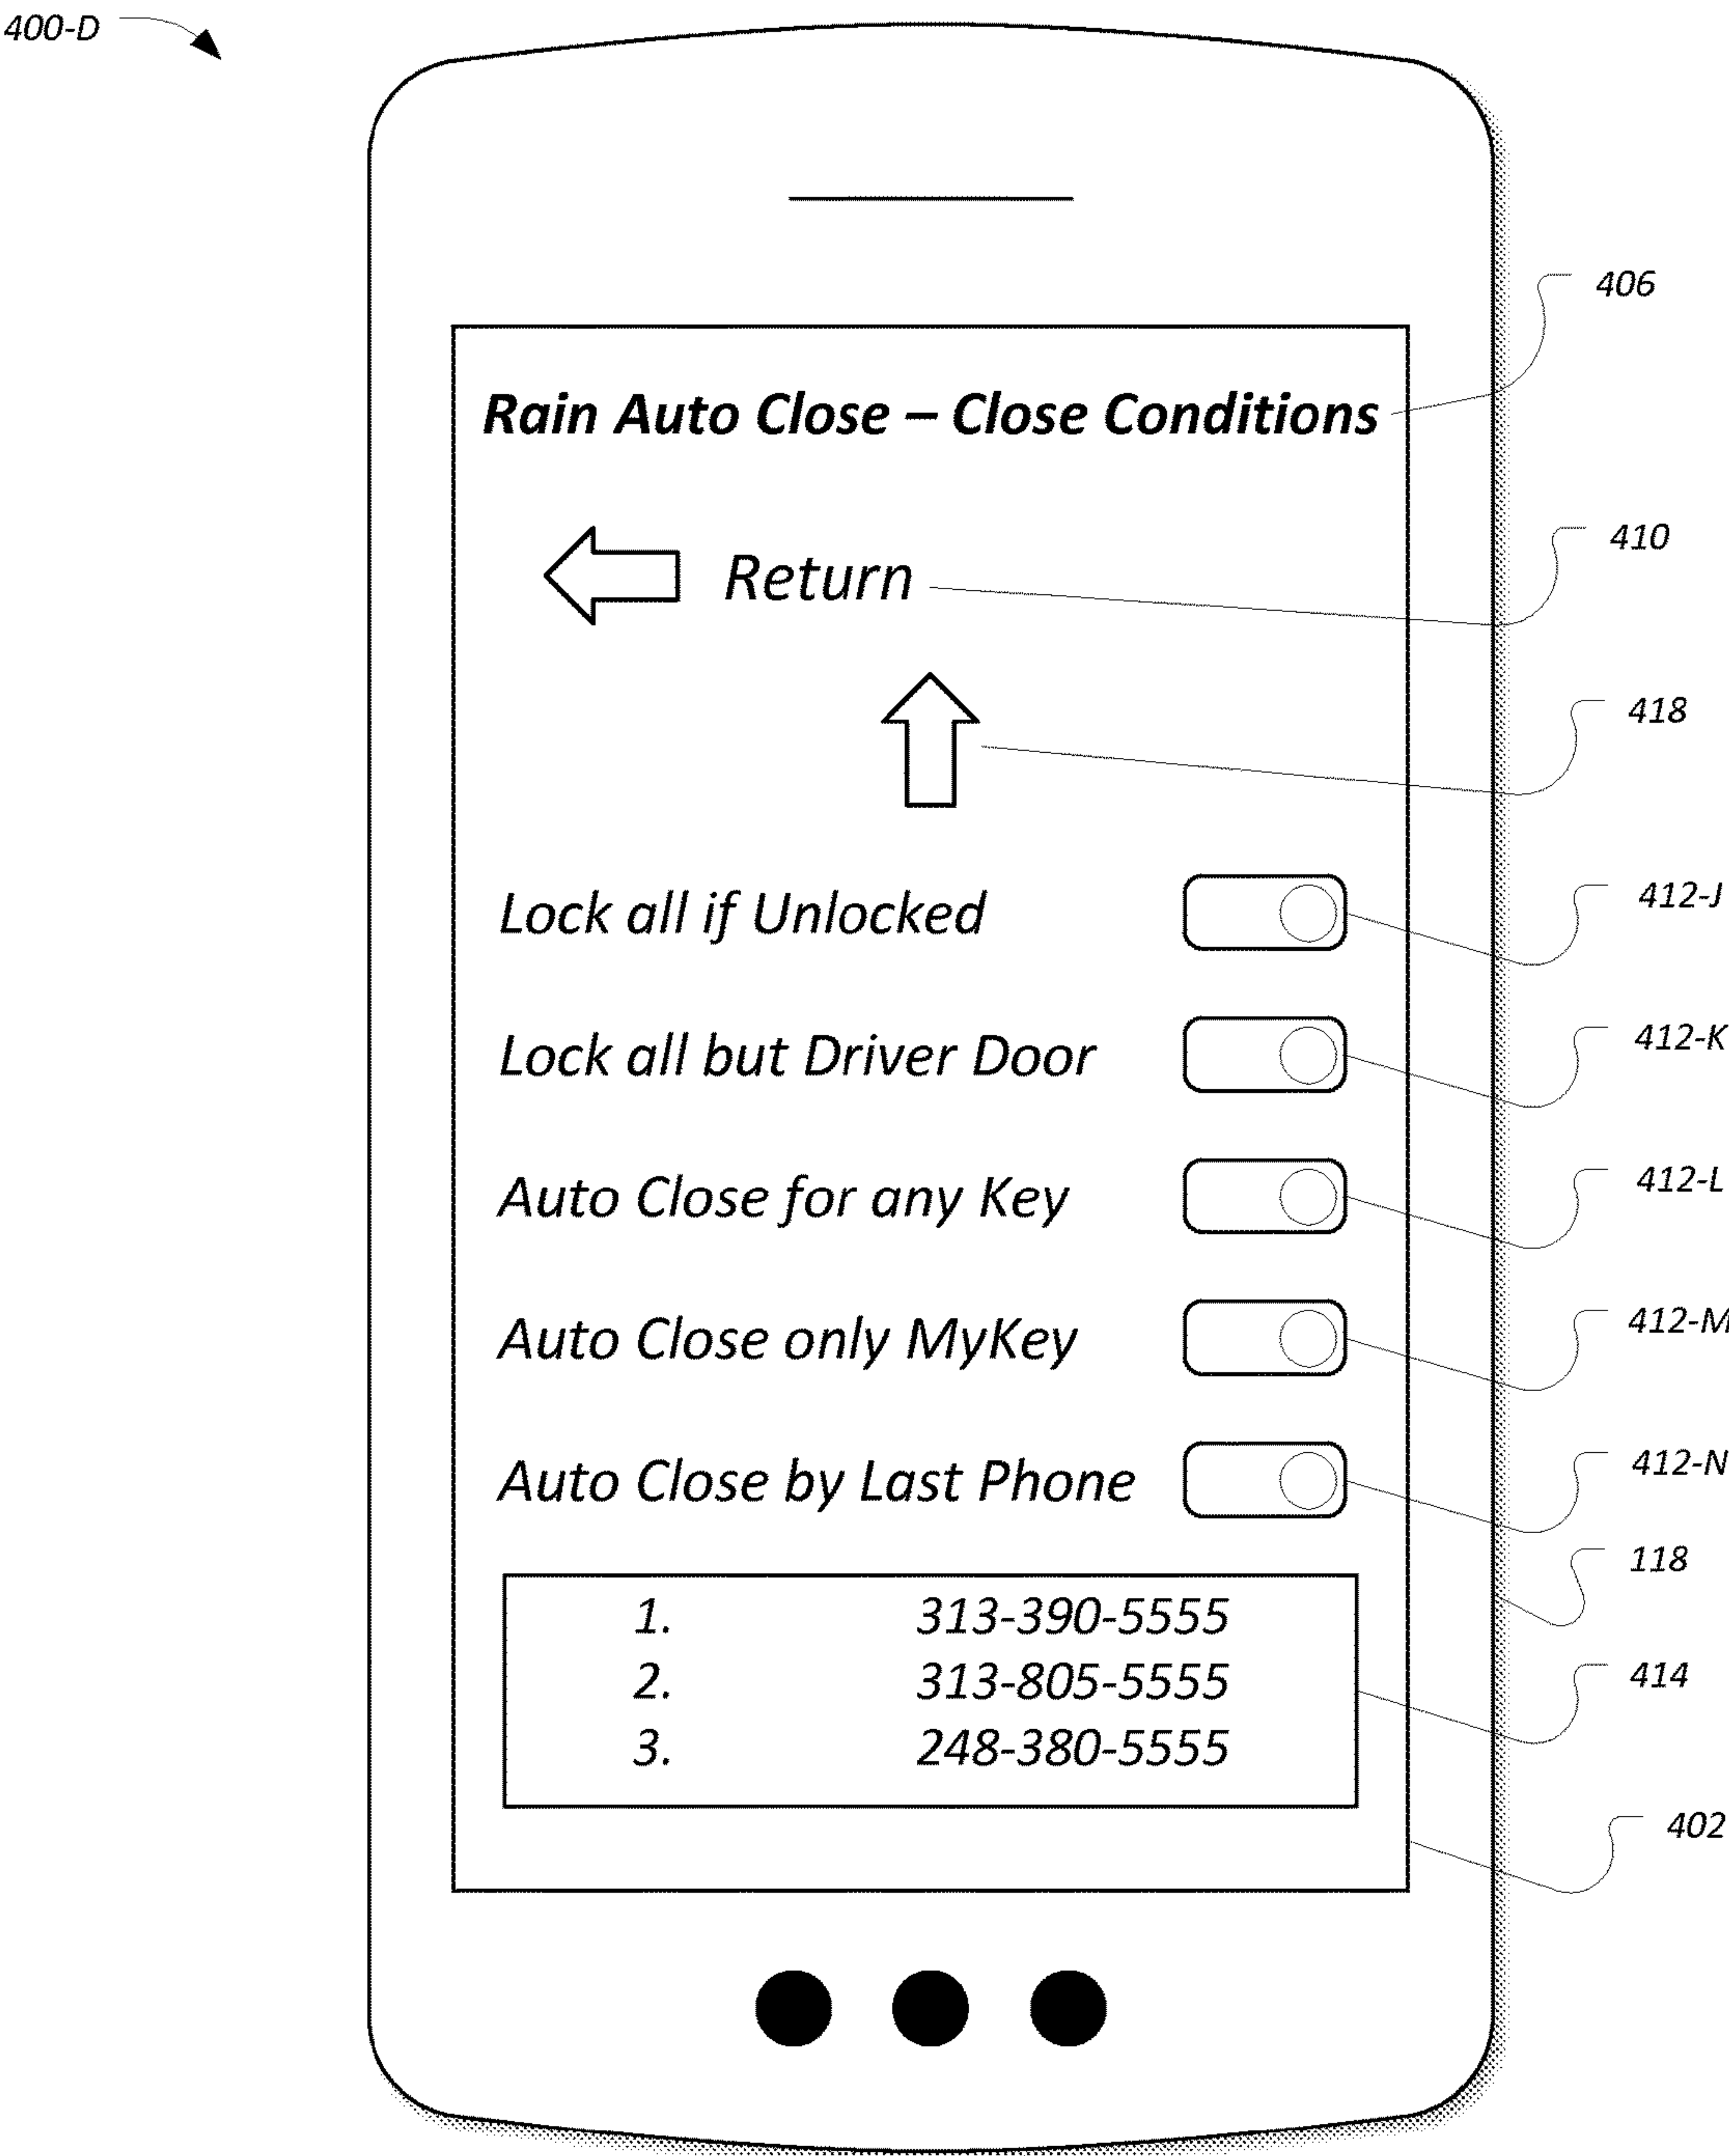 400-D
406
Rain Auto Close – Close Conditions
410
Return
418
Lock all if Unlocked
412-J
Lock all but Driver Door
412-K
Auto Close for any Key
412-L
Auto Close only MyKey
412-M
Auto Close by Last Phone
412-N
118
1. 313-390-5555
2. 313-805-5555
414
3. 248-380-5555
402